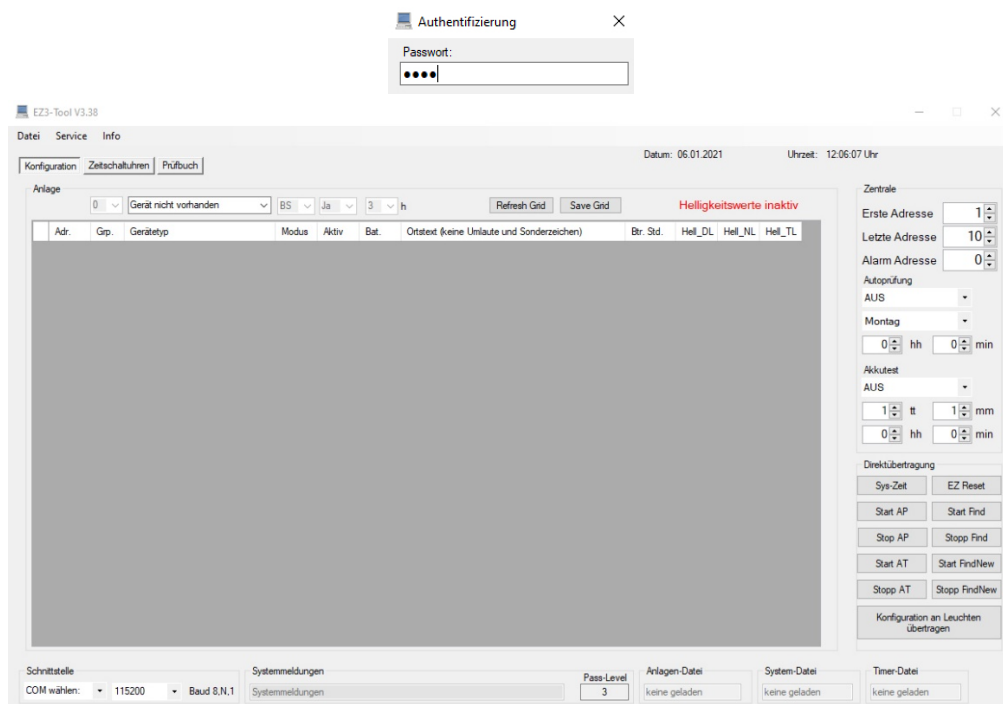 Authentifizierung
Passwort:
EZ3-Tool V3.38
Datei Service Info
Datum: 06.01.2021 Uhrzeit: 12:06:07 Uhr
Konfiguration Zeitschaltuhren Prüfbuch
Anlage
0 Gerät nicht vorhanden BS Ja 3 h Refresh Grid Save Grid Helligkeitswerte inaktiv
Adr. Grp. Gerätetyp Modus Aktiv Bat. Ortstext (keine Umlaute und Sonderzeichen) Btr. Std. Hell_DL Hell_NL Hell_TL
Zentrale
Erste Adresse 1
Letzte Adresse 10
Alarm Adresse 0
Autoprüfung
AUS
Montag
0 hh 0 min
Akkutest
AUS
1 tt 1 mm
0 hh 0 min
Direktübertragung
Sys-Zeit EZ Reset
Start AP Start Find
Stop AP Stopp Find
Start AT Start FindNew
Stopp AT Stopp FindNew
Konfiguration an Leuchten
übertragen
Schnittstelle Systemmeldungen Pass-Level Anlagen-Datei System-Datei Timer-Datei
COM wählen: 115200 Baud 8,N,1 Systemmeldungen 3 keine geladen keine geladen keine geladen